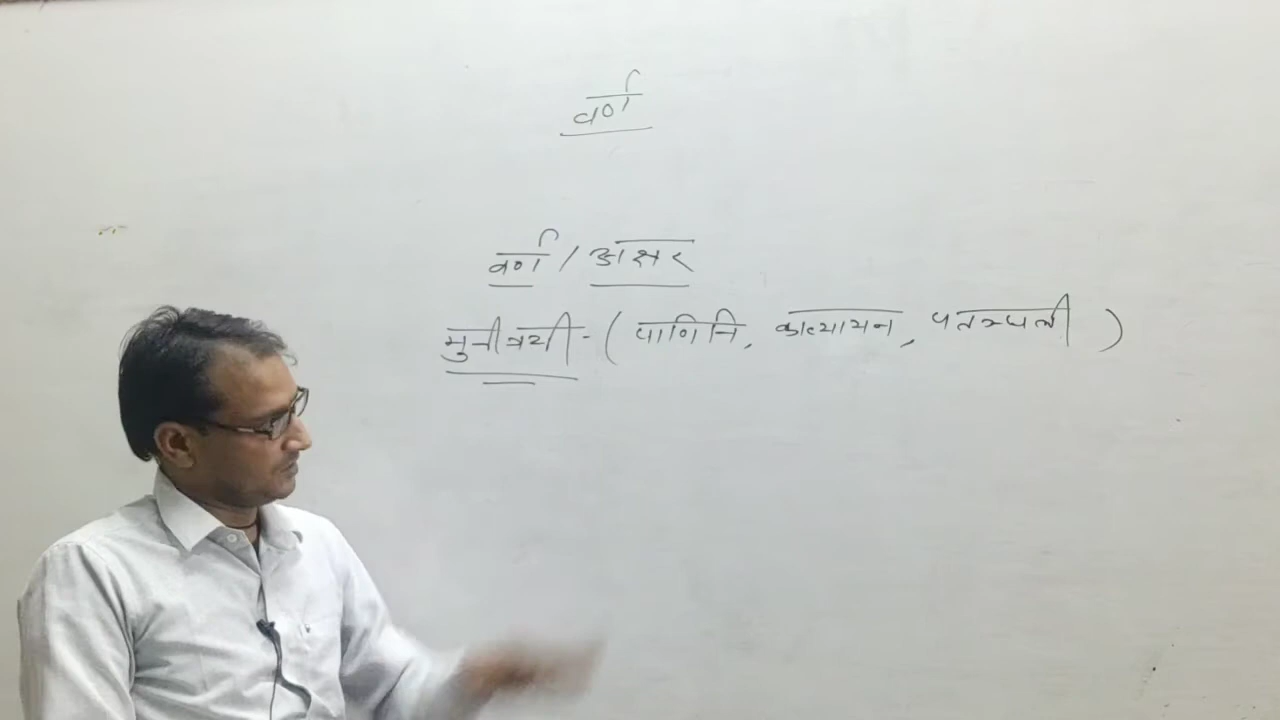 वर्ण
वर्ण / अक्षर
मुनीत्रयी - ( पाणिनि, कात्यायन, पतञ्जली )